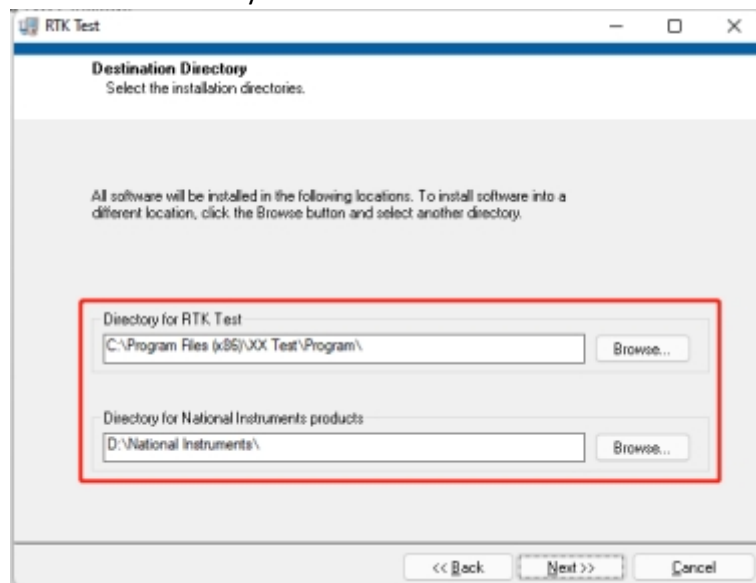 RTK Test
Destination Directory
Select the installation directories.
All software will be installed in the following locations. To install software into a
different location, click the Browse button and select another directory.
Directory for RTK Test
C:\Program Files (x86)\XX Test\Program\
Browse...
Directory for National Instruments products
D:\National Instruments\
Browse...
<< Back
Next >>
Cancel